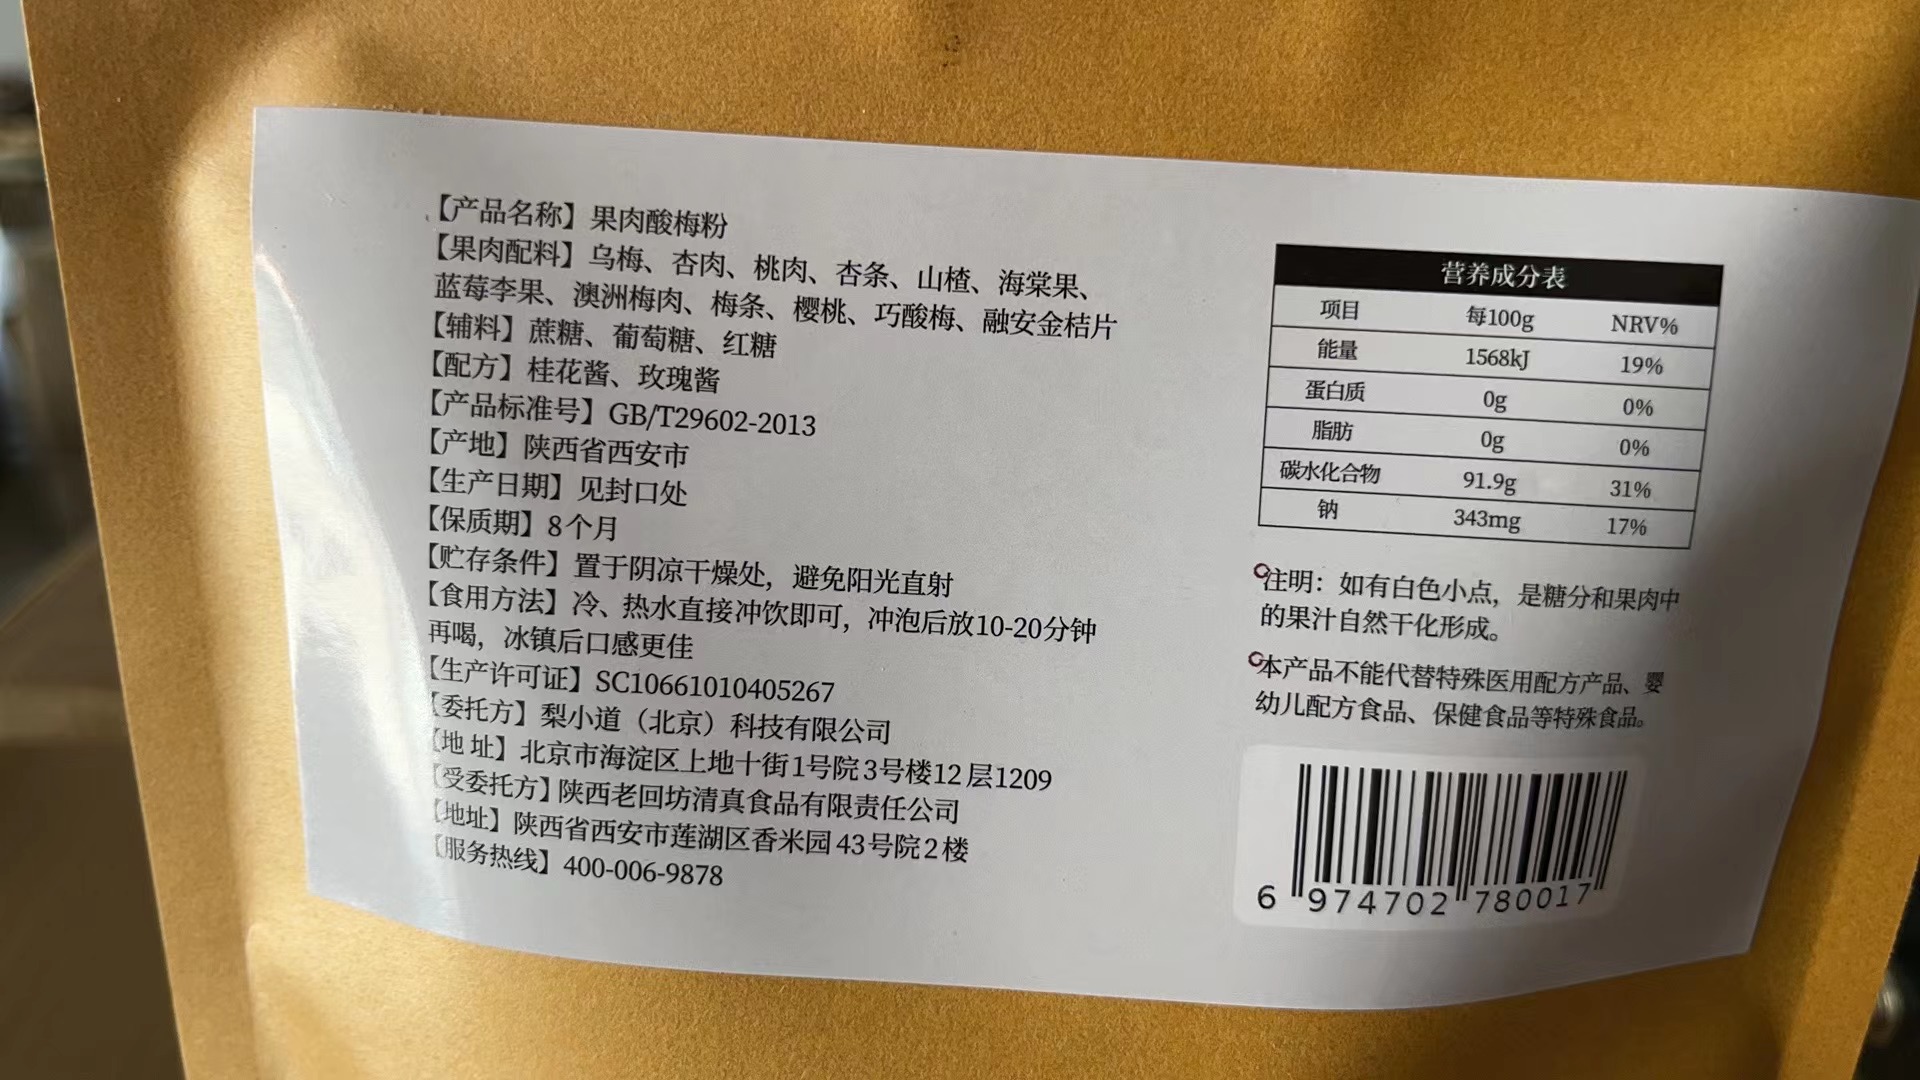 【产品名称】果肉酸梅粉
【果肉配料】乌梅、杏肉、桃肉、杏条、山楂、海棠果、
蓝莓李果、澳洲梅肉、梅条、樱桃、巧酸梅、融安金桔片
【辅料】蔗糖、葡萄糖、红糖
【配方】桂花酱、玫瑰酱
【产品标准号】GB/T29602-2013
【产地】陕西省西安市
【生产日期】见封口处
【保质期】8个月
【贮存条件】置于阴凉干燥处，避免阳光直射
【食用方法】冷、热水直接冲饮即可，冲泡后放10-20分钟
再喝，冰镇后口感更佳
【生产许可证】SC10661010405267
【委托方】梨小道（北京）科技有限公司
【地 址】北京市海淀区上地十街1号院3号楼12层1209
【受委托方】陕西老回坊清真食品有限责任公司
【地址】陕西省西安市莲湖区香米园43号院2楼
【服务热线】400-006-9878
营养成分表
项目 每100g NRV%
能量 1568kJ 19%
蛋白质 0g 0%
脂肪 0g 0%
碳水化合物 91.9g 31%
钠 343mg 17%
注明：如有白色小点，是糖分和果肉中
的果汁自然干化形成。
本产品不能代替特殊医用配方产品、婴
幼儿配方食品、保健食品等特殊食品。
6 974702 780017